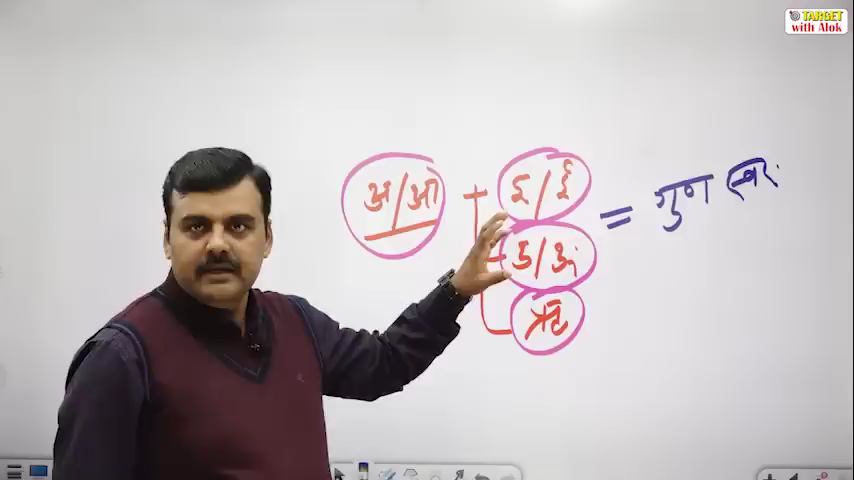 TARGET
with Alok
अ/आ + इ/ई = गुण स्वर
उ/ऊ
ऋ